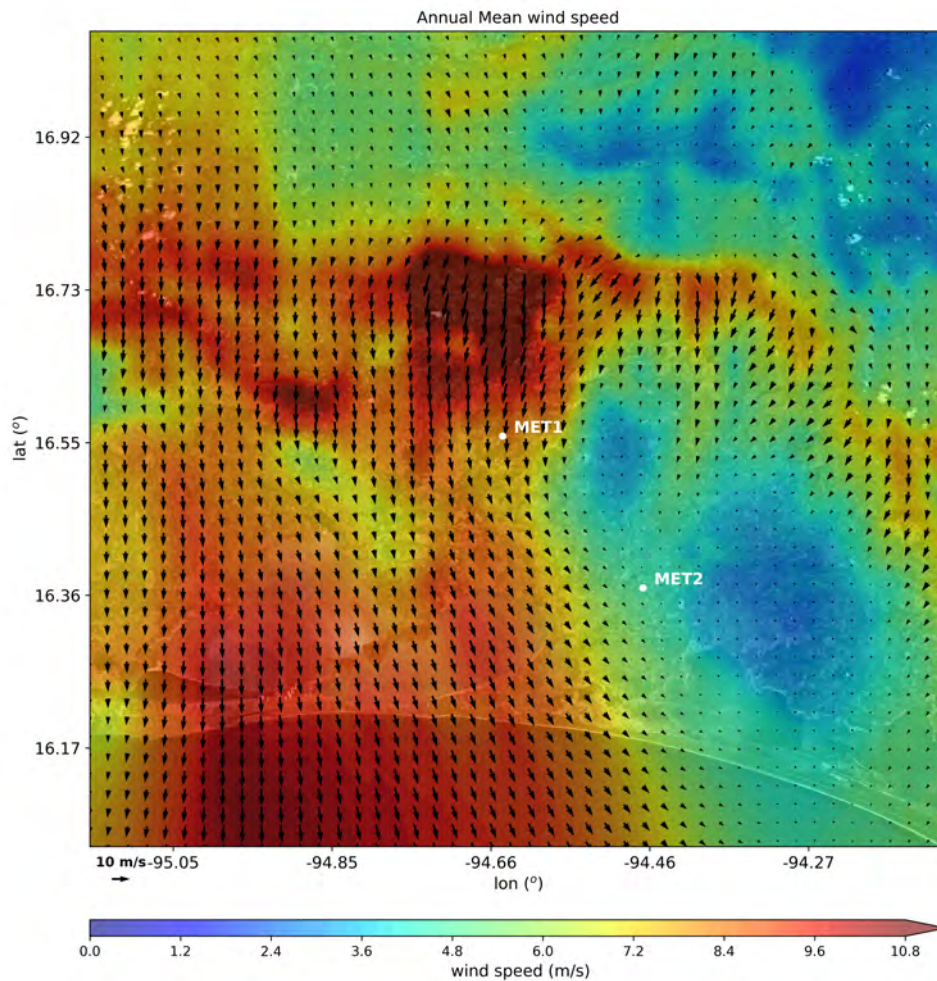 Annual Mean wind speed
16.92
16.73
16.55
16.36
16.17
lat (°)
MET1
MET2
10 m/s
-95.05 -94.85 -94.66 -94.46 -94.27
lon (°)
0.0 1.2 2.4 3.6 4.8 6.0 7.2 8.4 9.6 10.8
wind speed (m/s)